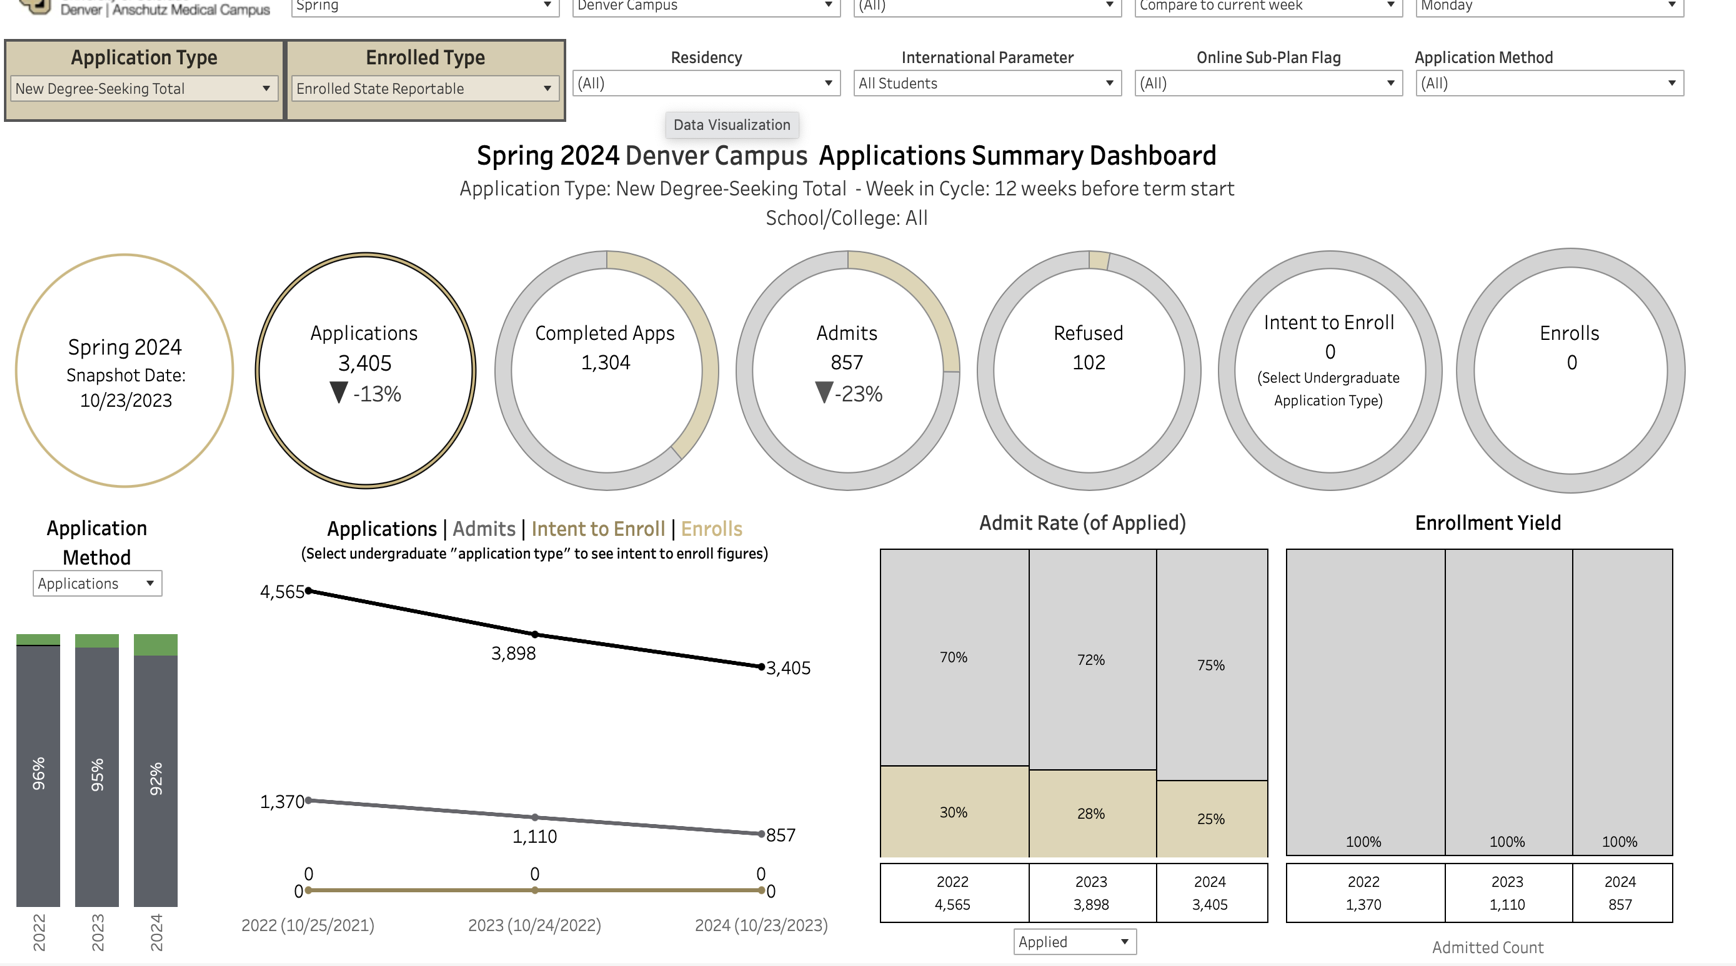 Denver | Anschutz Medical Campus
Spring
Denver Campus
(All)
Compare to current week
Monday
Application Type
Enrolled Type
Residency
International Parameter
Online Sub-Plan Flag
Application Method
New Degree-Seeking Total
Enrolled State Reportable
(All)
All Students
(All)
(All)
Data Visualization
Spring 2024 Denver Campus Applications Summary Dashboard
Application Type: New Degree-Seeking Total - Week in Cycle: 12 weeks before term start
School/College: All
Spring 2024
Snapshot Date:
10/23/2023
Applications
3,405
▼ -13%
Completed Apps
1,304
Admits
857
▼ -23%
Refused
102
Intent to Enroll
0
(Select Undergraduate
Application Type)
Enrolls
0
Application
Method
Applications
96%
95%
92%
2022
2023
2024
Applications | Admits | Intent to Enroll | Enrolls
(Select undergraduate "application type" to see intent to enroll figures)
4,565
3,898
3,405
1,370
1,110
857
0
0
0
0
0
2022 (10/25/2021)
2023 (10/24/2022)
2024 (10/23/2023)
Admit Rate (of Applied)
70%
72%
75%
30%
28%
25%
2022
2023
2024
4,565
3,898
3,405
Applied
Enrollment Yield
100%
100%
100%
2022
2023
2024
1,370
1,110
857
Admitted Count